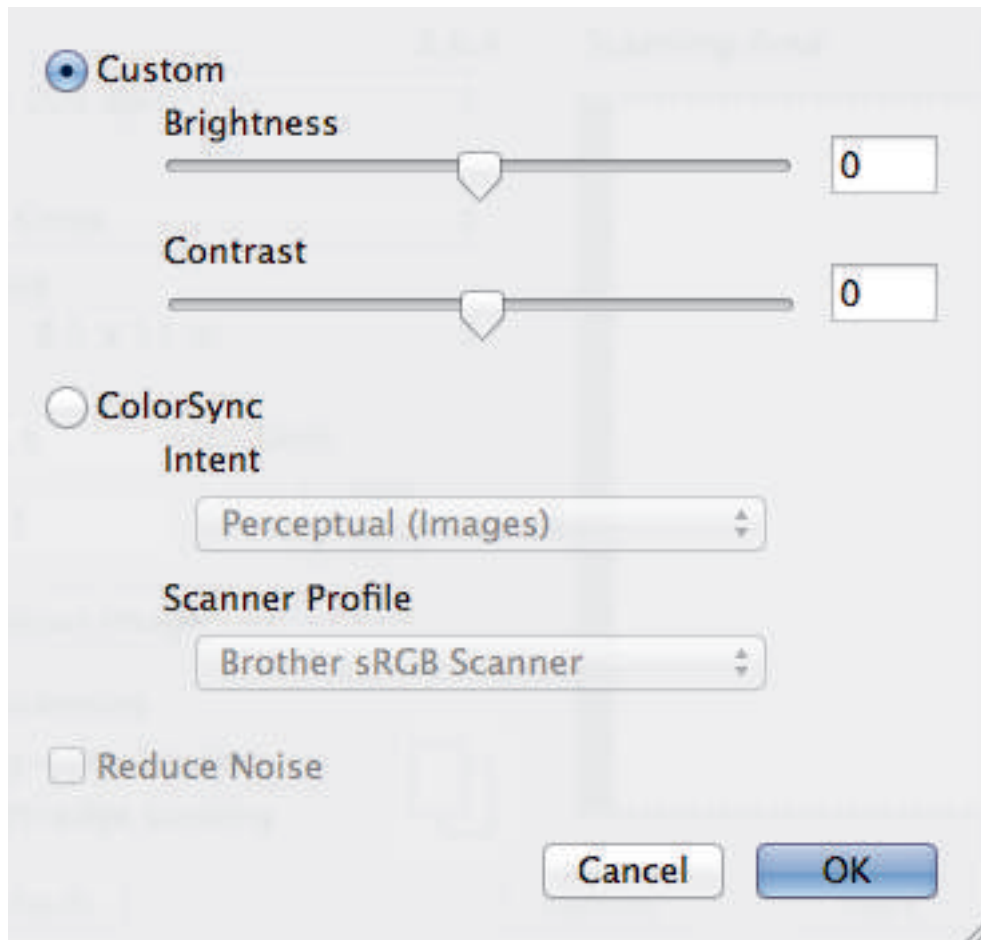 Custom
Brightness
0
Contrast
0
ColorSync
Intent
Perceptual (Images)
Scanner Profile
Brother sRGB Scanner
Reduce Noise
Cancel OK